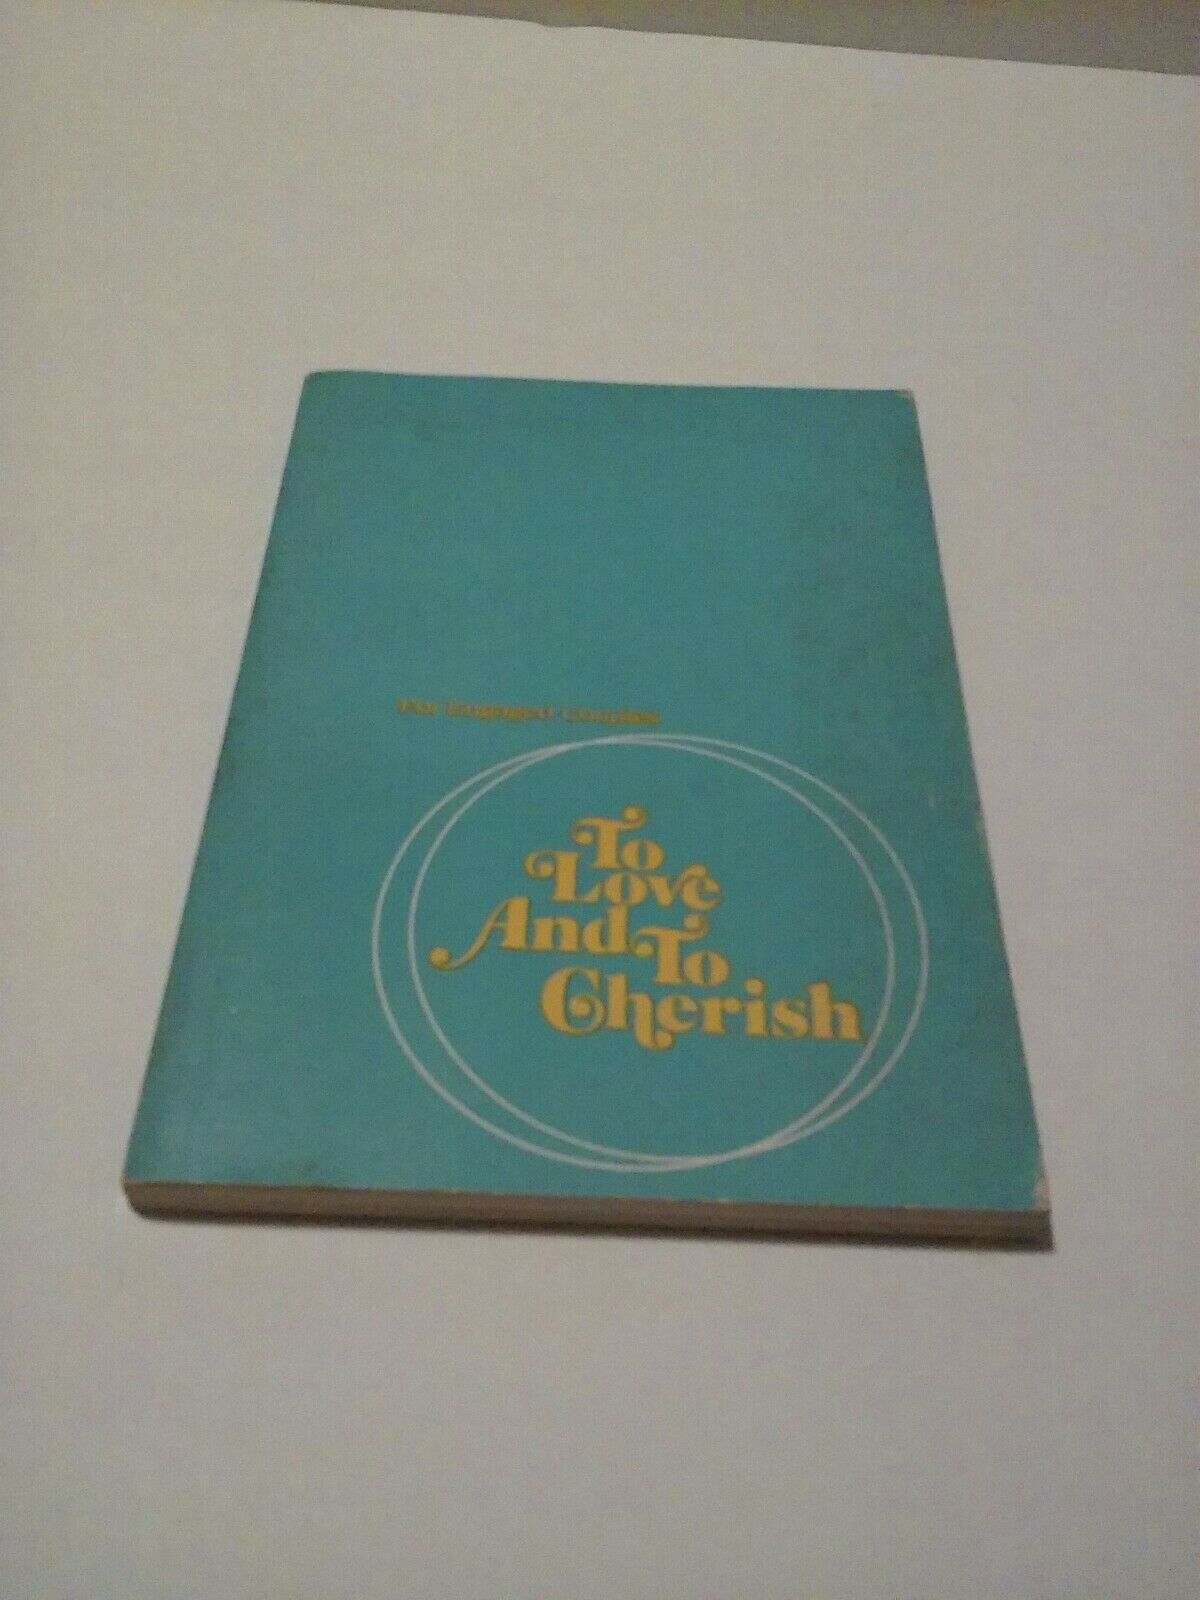 For Engaged Couples
To
Love
And To
Cherish